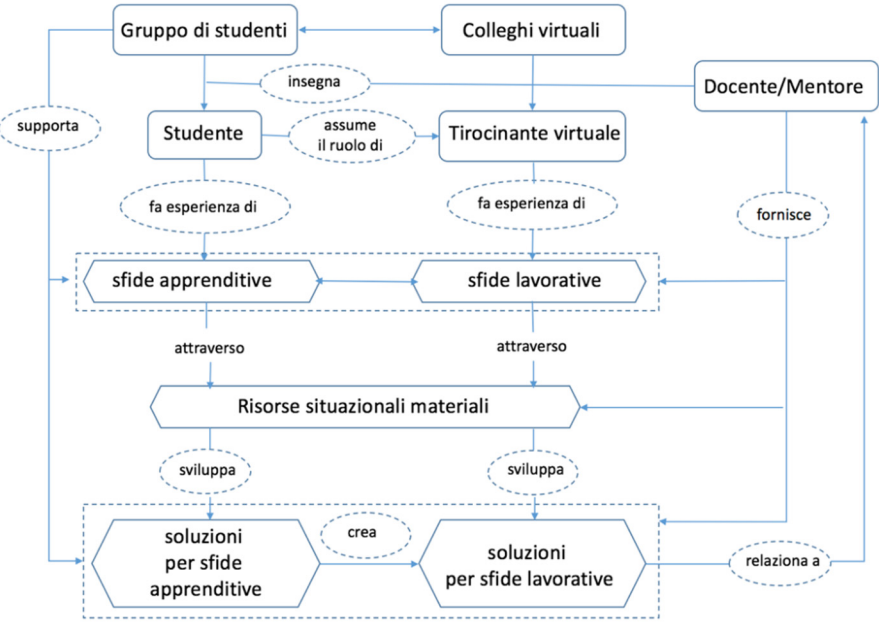 Gruppo di studenti
Colleghi virtuali
insegna
Docente/Mentore
supporta
Studente
assume
il ruolo di
Tirocinante virtuale
fa esperienza di
fa esperienza di
fornisce
sfide apprenditive
sfide lavorative
attraverso
attraverso
Risorse situazionali materiali
sviluppa
sviluppa
soluzioni
per sfide
apprenditive
crea
soluzioni
per sfide lavorative
relaziona a